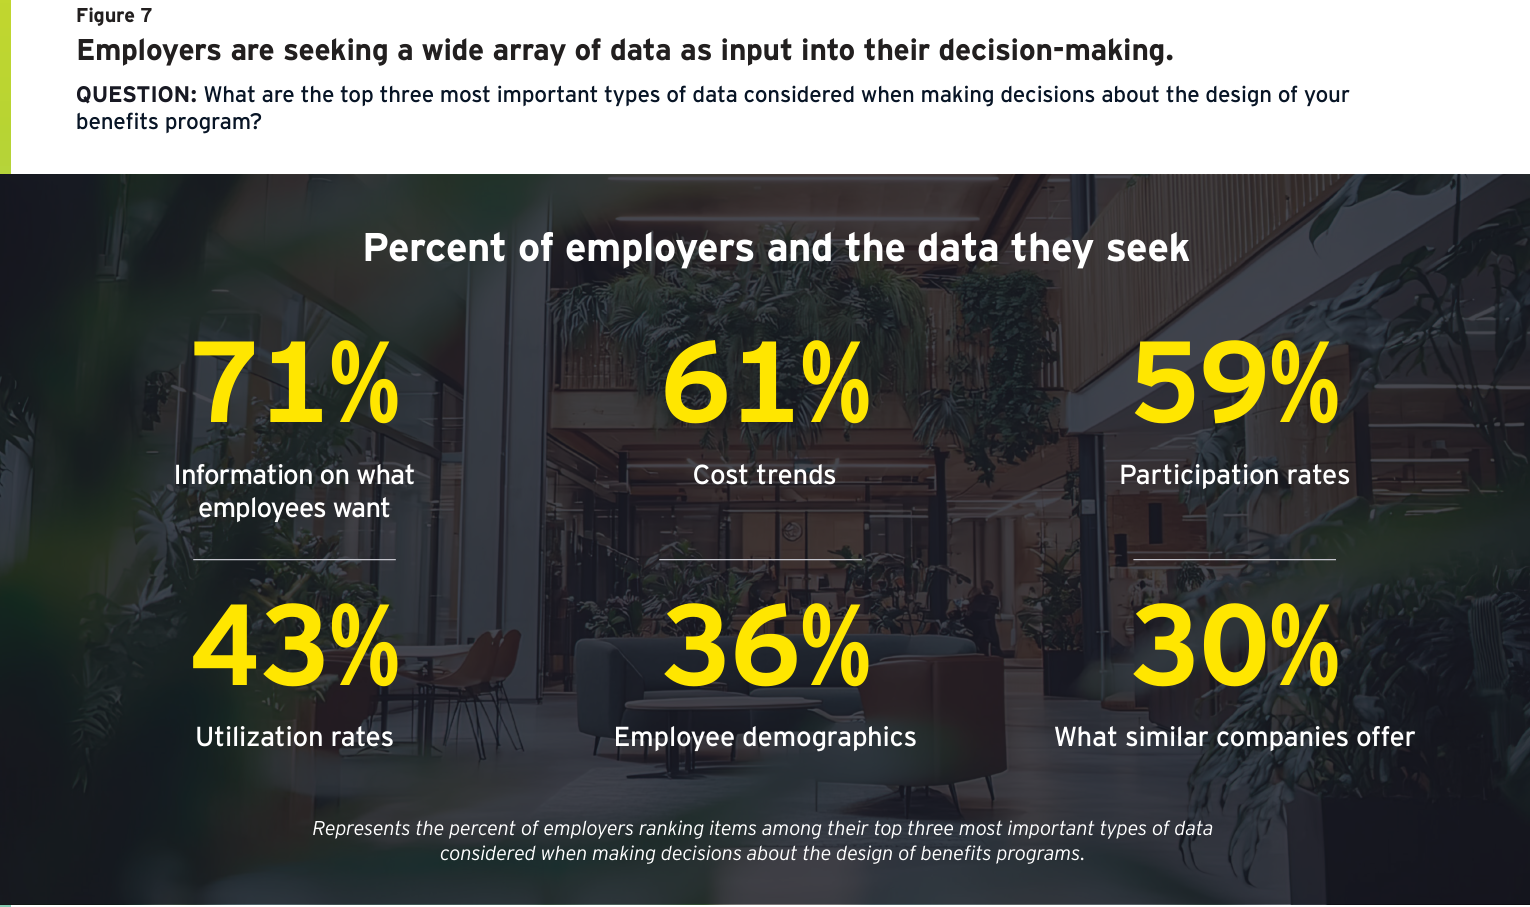 Figure 7
Employers are seeking a wide array of data as input into their decision-making.
QUESTION: What are the top three most important types of data considered when making decisions about the design of your
benefits program?
Percent of employers and the data they seek
71%
Information on what
employees want
61%
Cost trends
59%
Participation rates
43%
Utilization rates
36%
Employee demographics
30%
What similar companies offer
Represents the percent of employers ranking items among their top three most important types of data
considered when making decisions about the design of benefits programs.